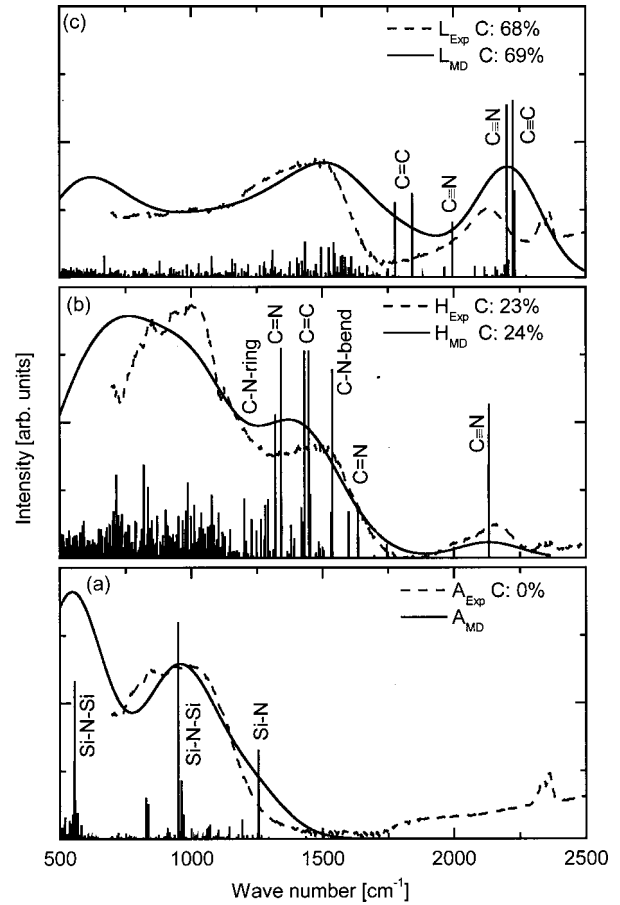 (c)
L_Exp C: 68%
L_MD C: 69%
C=C
C=N
C≡N
C≡C
(b)
H_Exp C: 23%
H_MD C: 24%
C-N-ring
C=N
C=C
C-N-bend
C=N
C≡N
(a)
A_Exp C: 0%
A_MD
Si-N-Si
Si-N-Si
Si-N
Intensity [arb. units]
500 1000 1500 2000 2500
Wave number [cm⁻¹]